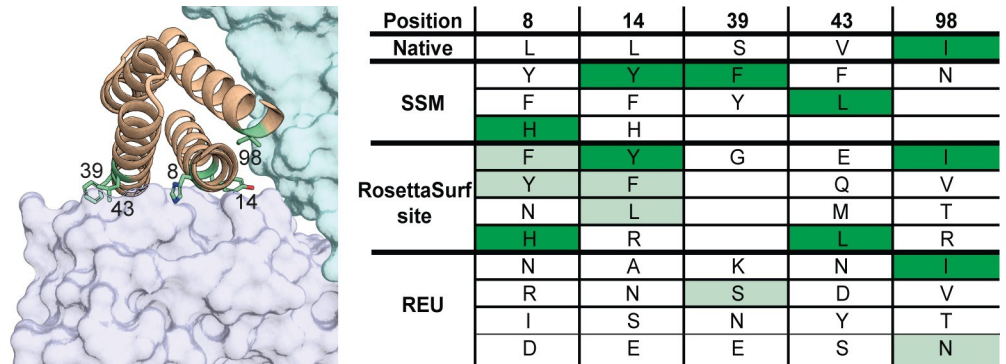 39
43
8
98
14
Position 8 14 39 43 98
Native L L S V I
SSM
Y Y F F N
F F Y L
H H
RosettaSurf
site
F Y G E I
Y F Q V
N L M T
H R L R
REU
N A K N I
R N S D V
I S N Y T
D E E S N